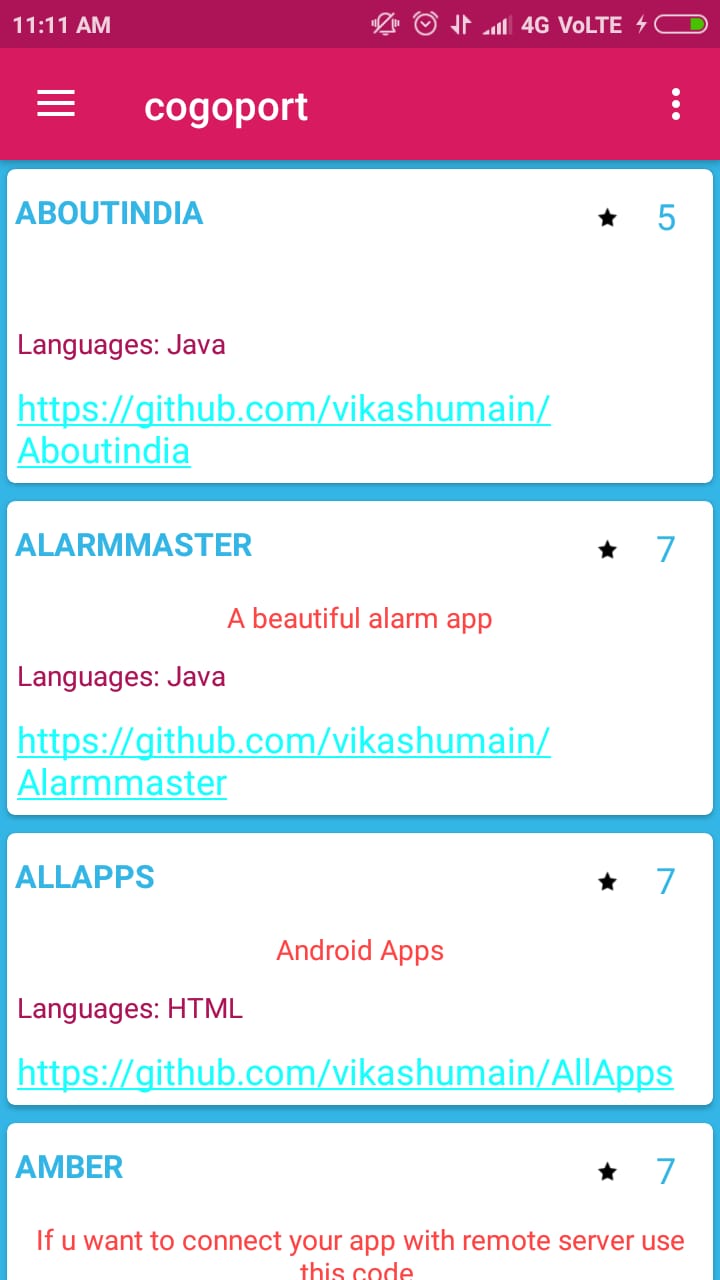 11:11 AM 4G VoLTE
cogoport
ABOUTINDIA 5
Languages: Java
https://github.com/vikashumain/
Aboutindia
ALARMMASTER 7
A beautiful alarm app
Languages: Java
https://github.com/vikashumain/
Alarmmaster
ALLAPPS 7
Android Apps
Languages: HTML
https://github.com/vikashumain/AllApps
AMBER 7
If u want to connect your app with remote server use
this code